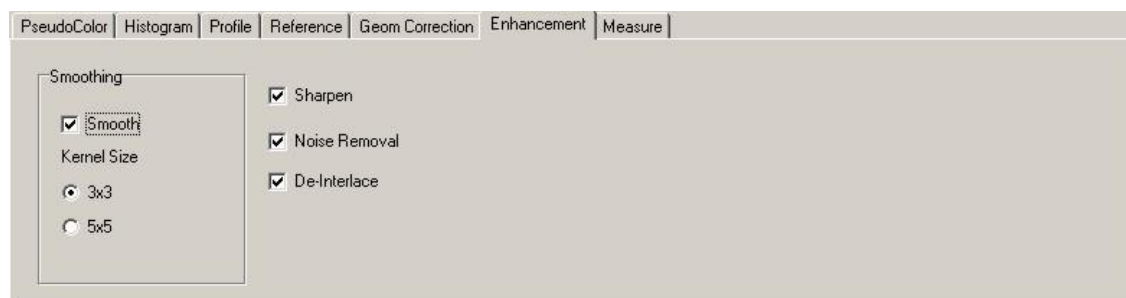 PseudoColor Histogram Profile Reference Geom Correction Enhancement Measure
Smoothing
Smooth
Kernel Size
3x3
5x5
Sharpen
Noise Removal
De-Interlace